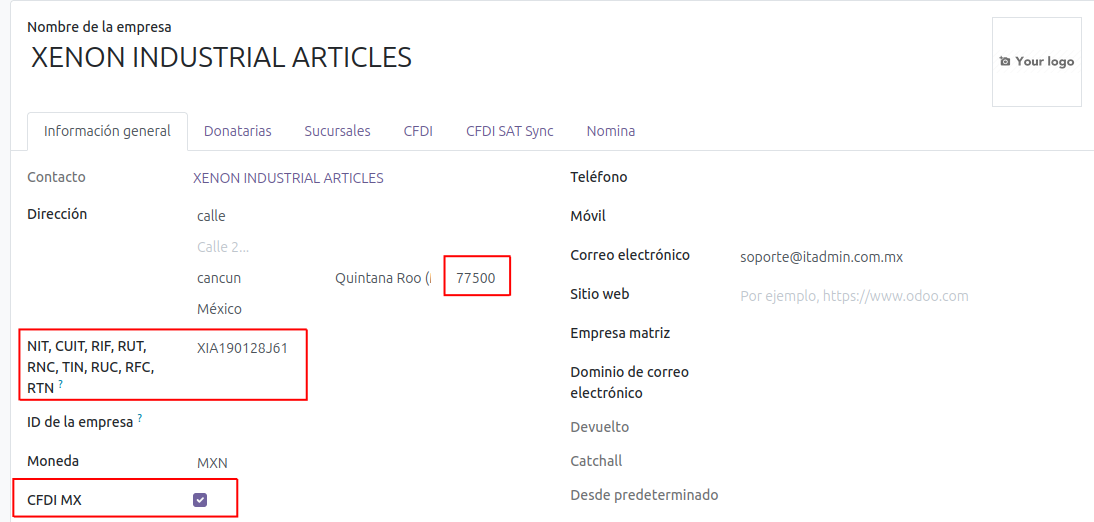 Nombre de la empresa
XENON INDUSTRIAL ARTICLES
Your logo
Información general Donatarias Sucursales CFDI CFDI SAT Sync Nomina
Contacto XENON INDUSTRIAL ARTICLES
Dirección calle
Calle 2...
cancun Quintana Roo ( 77500
México
NIT, CUIT, RIF, RUT,
RNC, TIN, RUC, RFC,
RTN ? XIA190128J61
ID de la empresa ?
Moneda MXN
CFDI MX
Teléfono
Móvil
Correo electrónico soporte@itadmin.com.mx
Sitio web Por ejemplo, https://www.odoo.com
Empresa matriz
Dominio de correo
electrónico
Devuelto
Catchall
Desde predeterminado